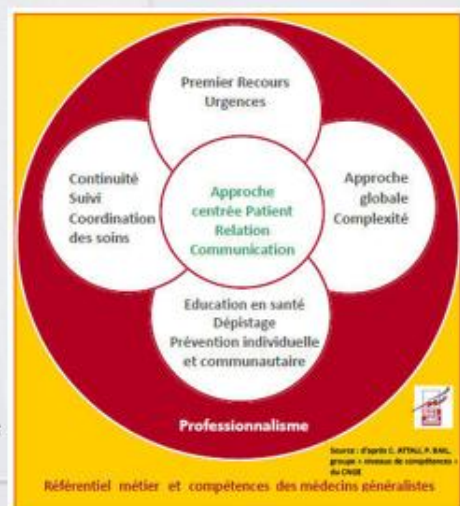 Premier Recours
Urgences
Continuité
Suivi
Coordination
des soins
Approche
centrée Patient
Relation
Communication
Approche
globale
Complexité
Education en santé
Dépistage
Prévention individuelle
et communautaire
Professionnalisme
Source : d'après C. ATTALI, P. BAIL,
groupe « niveaux de compétences »
du CNGE
Référentiel métier et compétences des médecins généralistes